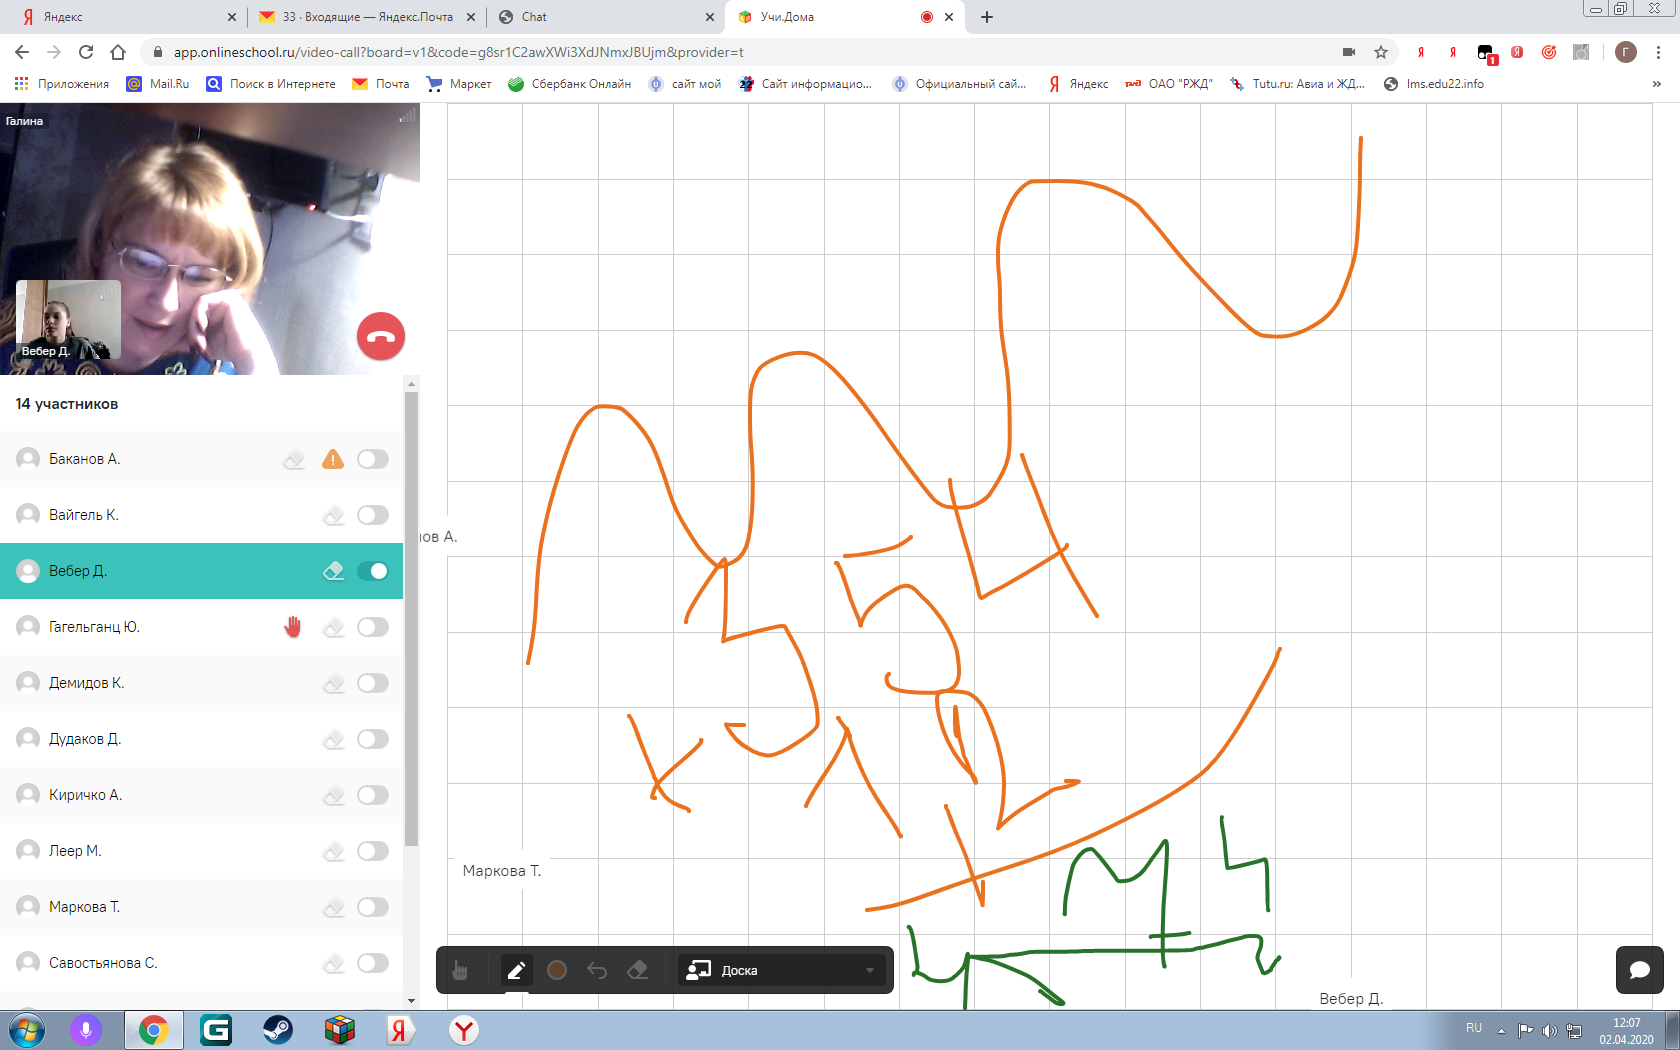 Яндекс
33 · Входящие — Яндекс.Почта
Chat
Учи.Дома
app.onlineschool.ru/video-call?board=v1&code=g8sr1C2awXWi3XdJNmxJBUjm&provider=t
1
Г
Приложения
Mail.Ru
Поиск в Интернете
Почта
Маркет
Сбербанк Онлайн
сайт мой
Сайт информацио...
Официальный сай...
Яндекс
ОАО "РЖД"
Tutu.ru: Авиа и ЖД...
lms.edu22.info
»
Галина
Вебер Д.
14 участников
Баканов А.
Вайгель К.
Вебер Д.
Гагельганц Ю.
Демидов К.
Дудаков Д.
Киричко А.
Леер М.
Маркова Т.
Савостьянова С.
ов А.
Маркова Т.
Вебер Д.
Доска
RU
12:07
02.04.2020